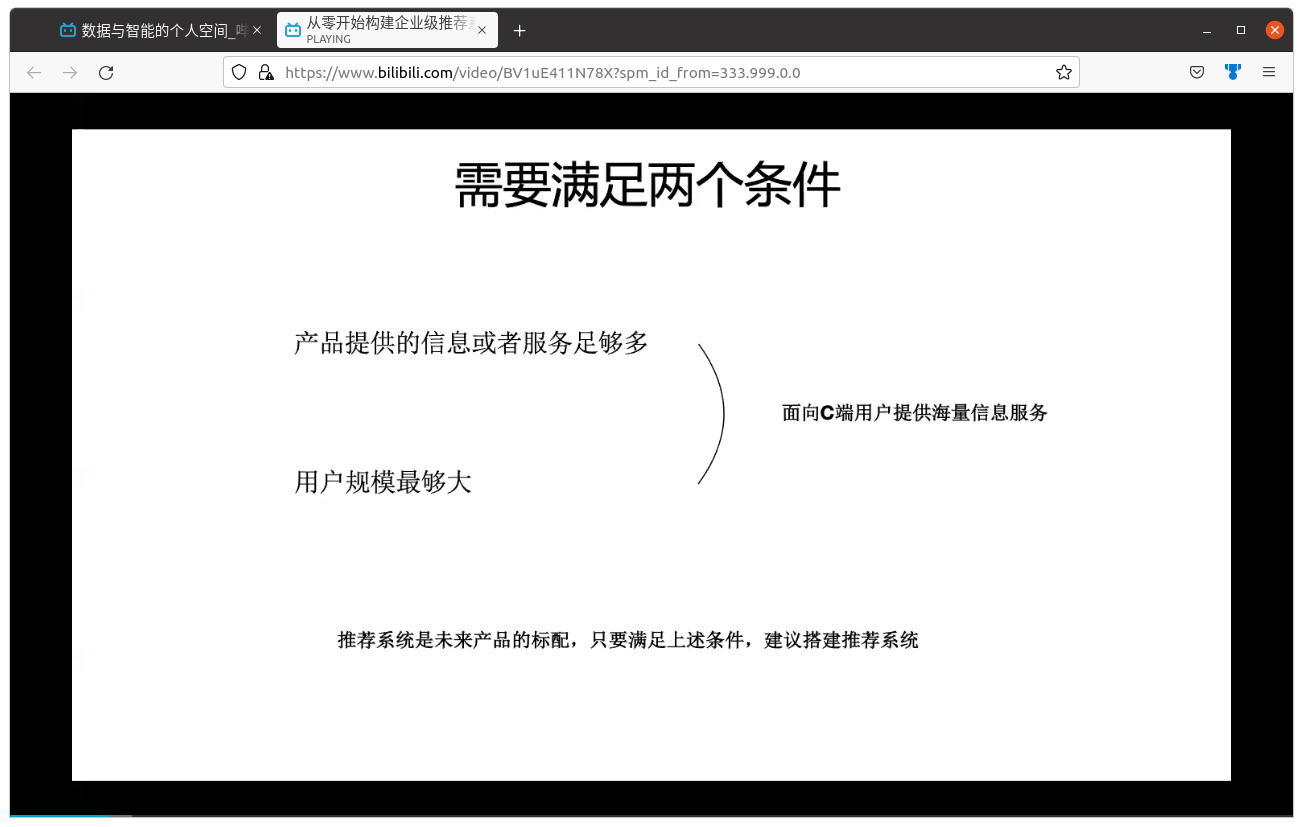 数据与智能的个人空间_哔
从零开始构建企业级推荐系
PLAYING
https://www.bilibili.com/video/BV1uE411N78X?spm_id_from=333.999.0.0
需要满足两个条件
产品提供的信息或者服务足够多
面向C端用户提供海量信息服务
用户规模最够大
推荐系统是未来产品的标配，只要满足上述条件，建议搭建推荐系统